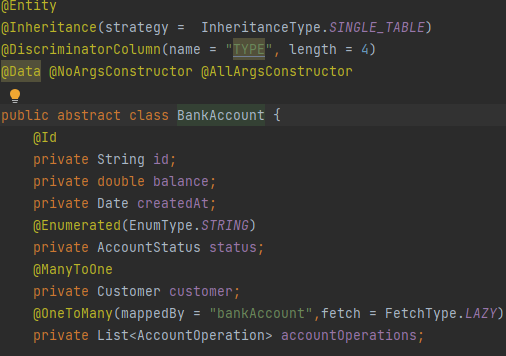 @Entity
@Inheritance(strategy =  InheritanceType.SINGLE_TABLE)
@DiscriminatorColumn(name = "TYPE", length = 4)
@Data @NoArgsConstructor @AllArgsConstructor
public abstract class BankAccount {
@Id
private String id;
private double balance;
private Date createdAt;
@Enumerated(EnumType.STRING)
private AccountStatus status;
@ManyToOne
private Customer customer;
@OneToMany(mappedBy = "bankAccount",fetch = FetchType.LAZY)
private List<AccountOperation> accountOperations;